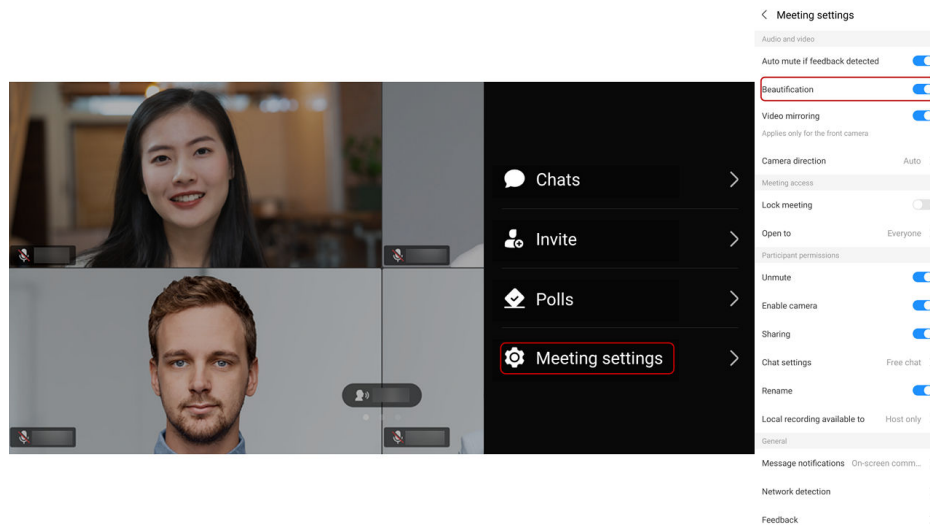 Chats
Invite
Polls
Meeting settings
Meeting settings
Audio and video
Auto mute if feedback detected
Beautification
Video mirroring
Applies only for the front camera
Camera direction Auto
Meeting access
Lock meeting
Open to Everyone
Participant permissions
Unmute
Enable camera
Sharing
Chat settings Free chat
Rename
Local recording available to Host only
General
Message notifications On-screen comm...
Network detection
Feedback